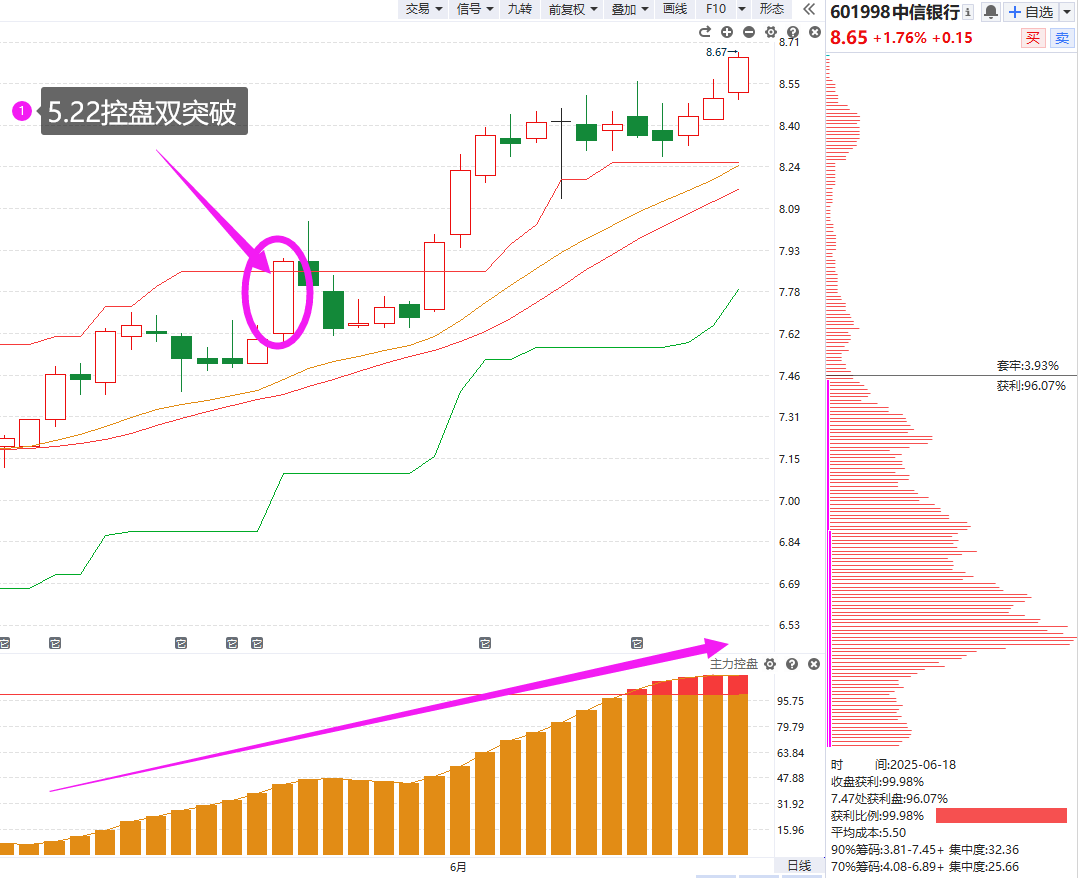 交易 信号 九转 前复权 叠加 画线 F10 形态
601998中信银行 自选
8.65 +1.76% +0.15 买 卖
8.67
8.71
1 5.22控盘双突破
8.55
8.40
8.24
8.09
7.93
7.78
7.62
套牢:3.93%
7.46
获利:96.07%
7.31
7.15
7.00
6.84
6.69
6.53
主力控盘
95.75
79.79
63.84
47.88
31.92
15.96
6月 日线
时 间:2025-06-18
收盘获利:99.98%
7.47处获利盘:96.07%
获利比例:99.98%
平均成本:5.50
90%筹码:3.81-7.45+ 集中度:32.36
70%筹码:4.08-6.89+ 集中度:25.66